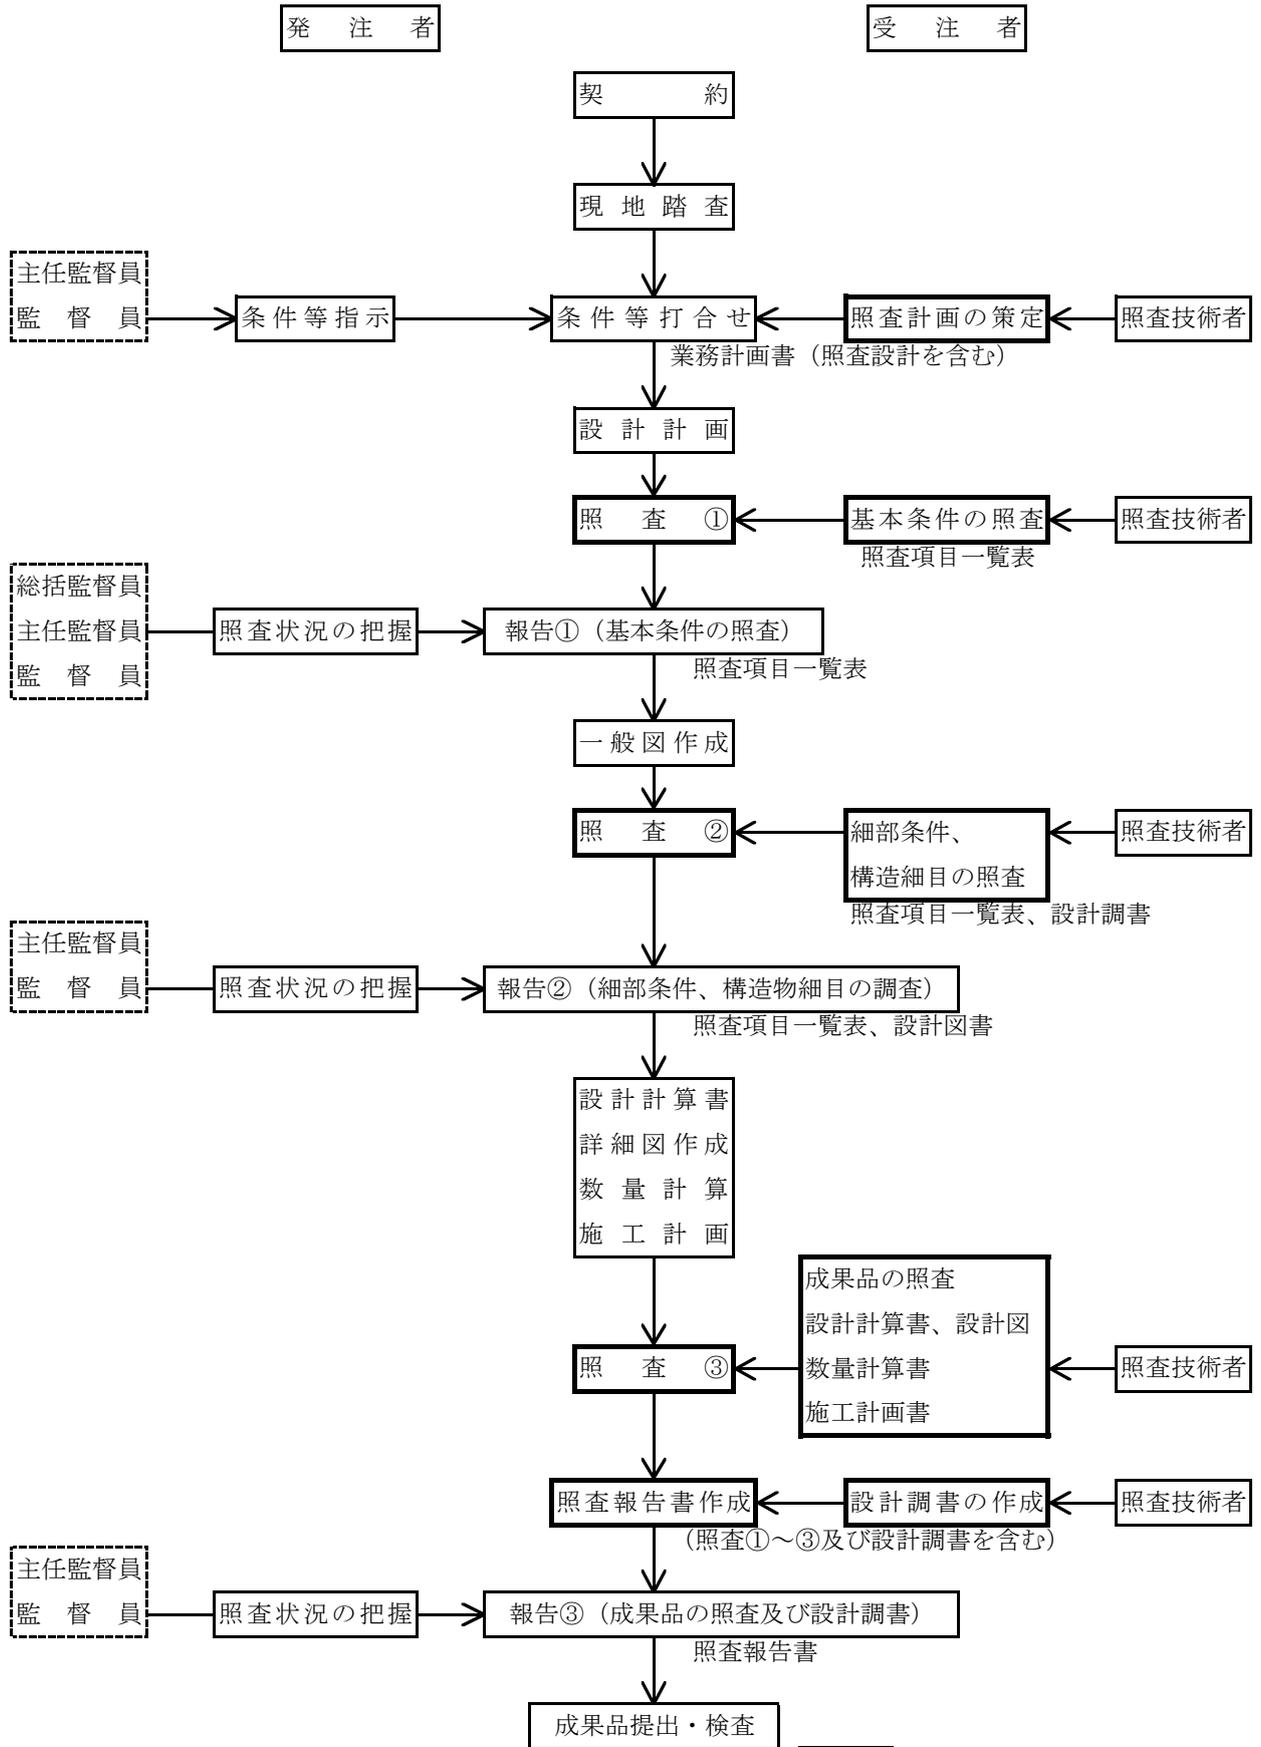 発注者
受注者
契約
現地踏査
主任監督員
監督員
条件等指示
条件等打合せ
照査計画の策定
照査技術者
業務計画書（照査設計を含む）
設計計画
照査①
基本条件の照査
照査技術者
照査項目一覧表
総括監督員
主任監督員
監督員
照査状況の把握
報告①（基本条件の照査）
照査項目一覧表
一般図作成
照査②
細部条件、
構造細目の照査
照査技術者
照査項目一覧表、設計調書
主任監督員
監督員
照査状況の把握
報告②（細部条件、構造物細目の調査）
照査項目一覧表、設計図書
設計計算書
詳細図作成
数量計算
施工計画
照査③
成果品の照査
設計計算書、設計図
数量計算書
施工計画書
照査技術者
照査報告書作成
設計調書の作成
照査技術者
（照査①～③及び設計調書を含む）
主任監督員
監督員
照査状況の把握
報告③（成果品の照査及び設計調書）
照査報告書
成果品提出・検査